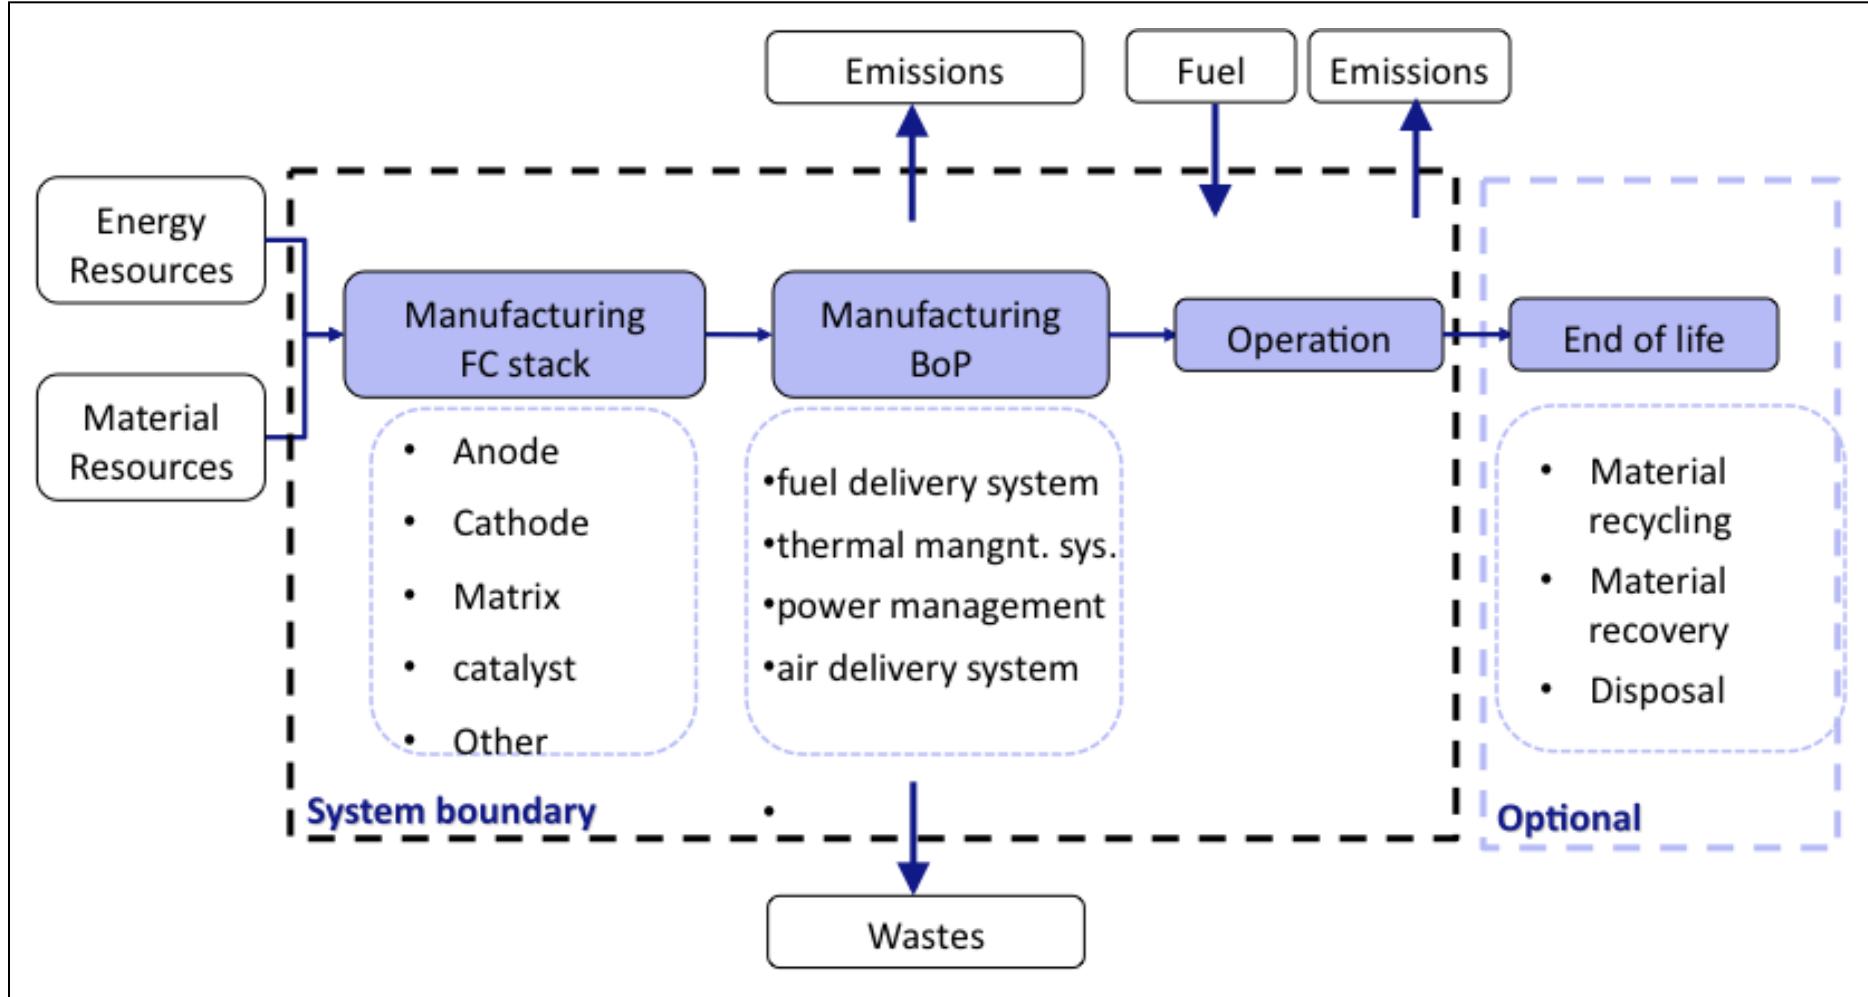 Emissions
Fuel
Emissions
Energy
Resources
Material
Resources
Manufacturing
FC stack
Manufacturing
BoP
Operation
End of life
• Anode
• Cathode
• Matrix
• catalyst
• Other
•fuel delivery system
•thermal mangnt. sys.
•power management
•air delivery system
•
• Material
recycling
• Material
recovery
• Disposal
System boundary
Optional
Wastes